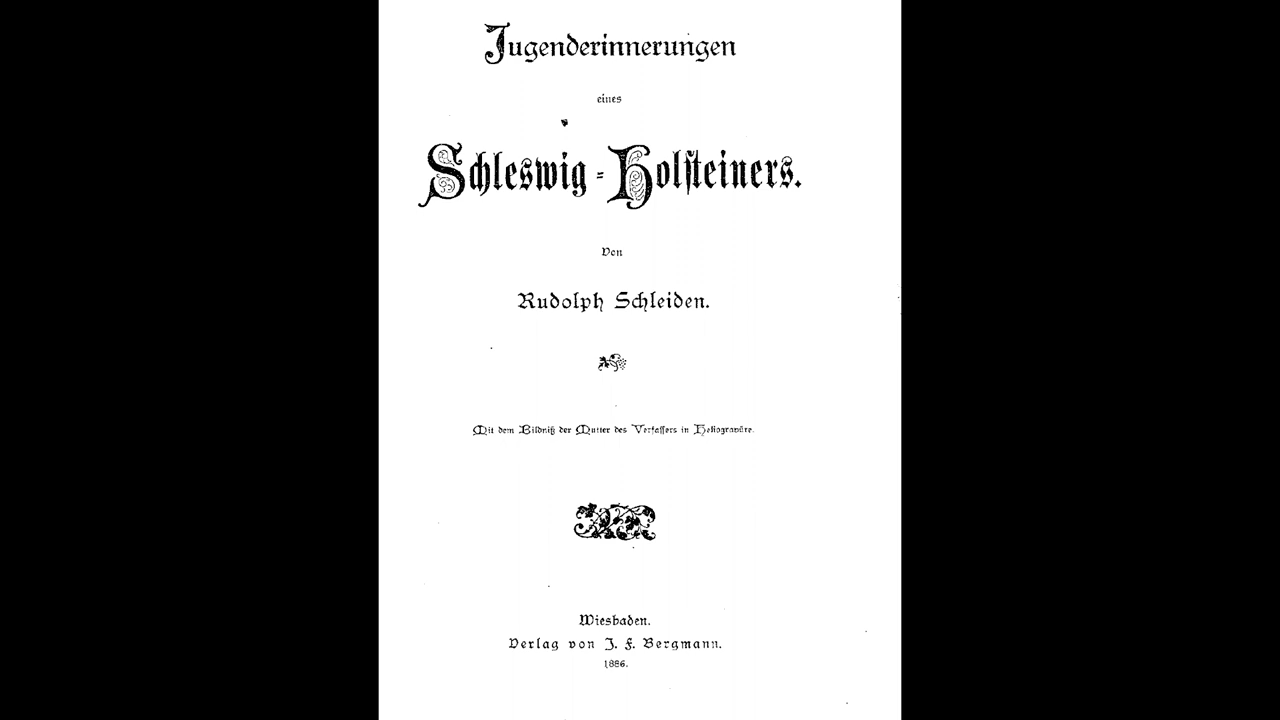 Jugenderinnerungen
eines
Schleswig-Holsteiners.
Von
Rudolph Schleiden.
Mit dem Bildniß der Mutter des Verfassers in Heliogravüre.
Wiesbaden.
Verlag von J. F. Bergmann.
1886.